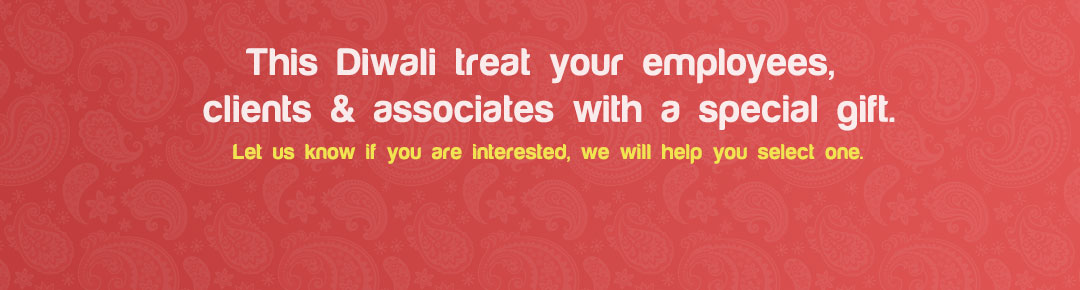 This Diwali treat your employees,
clients & associates with a special gift.
Let us know if you are interested, we will help you select one.